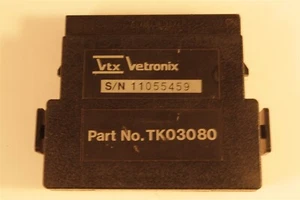 Vtx Vetronix
S/N 11055459
Part No. TK03080